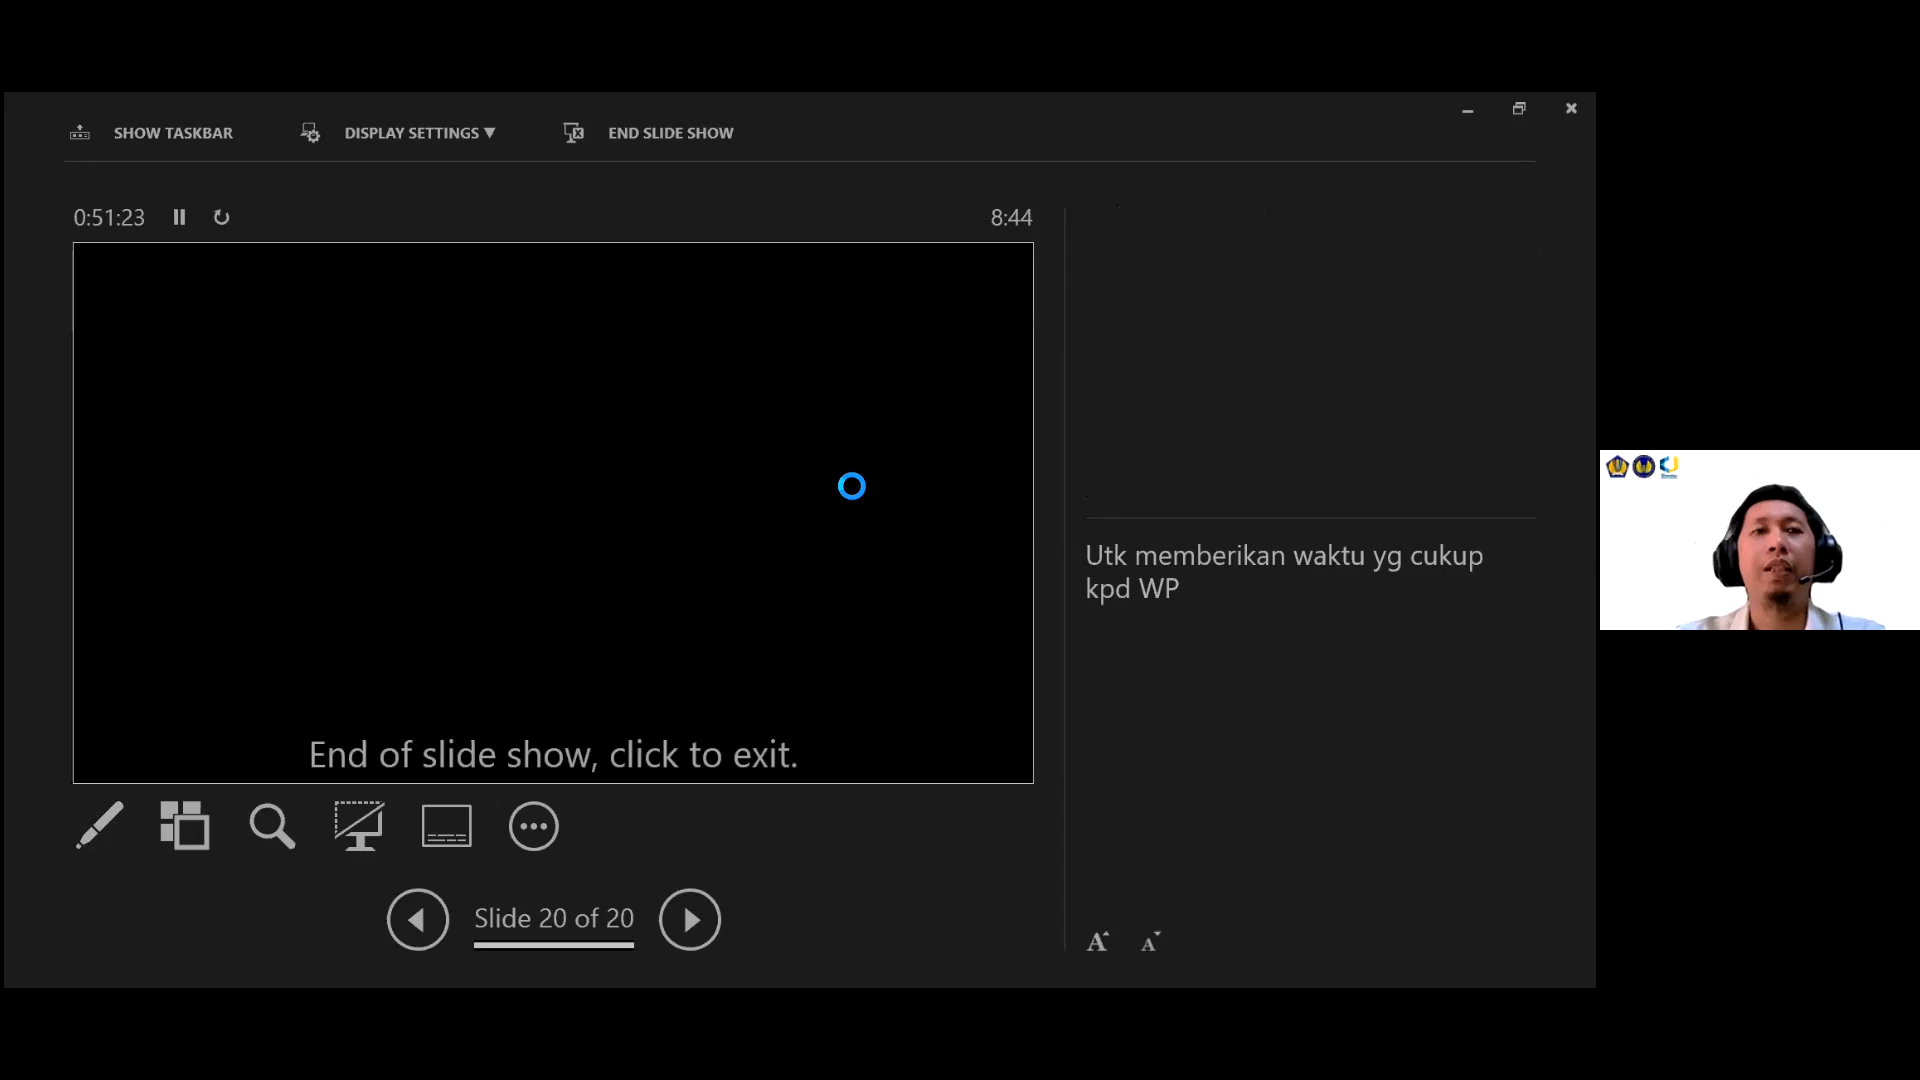 SHOW TASKBAR
DISPLAY SETTINGS ▼
END SLIDE SHOW
0:51:23
8:44
End of slide show, click to exit.
Slide 20 of 20
Utk memberikan waktu yg cukup
kpd WP
A A